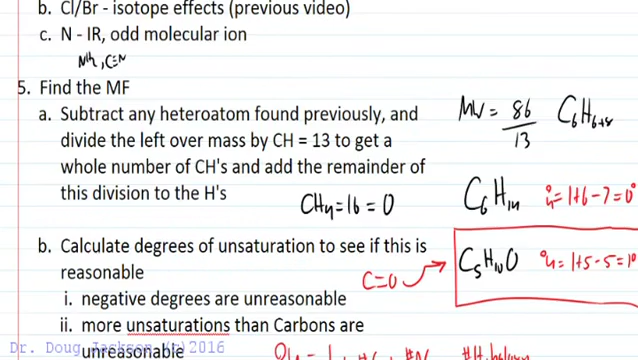 b. Cl/Br - isotope effects (previous video)
c. N - IR, odd molecular ion
NH, C≡N
5. Find the MF
a. Subtract any heteroatom found previously, and
divide the left over mass by CH = 13 to get a
whole number of CH's and add the remainder of
this division to the H's
MW = 86/13 C6H6+8
CH4=16=O
C6H14 °u=1+6-7=0°
b. Calculate degrees of unsaturation to see if this is
reasonable
C=O
C5H10O °u=1+5-5=1°
i. negative degrees are unreasonable
ii. more unsaturations than Carbons are
unreasonable
Dr. Doug Jackson (c)2016